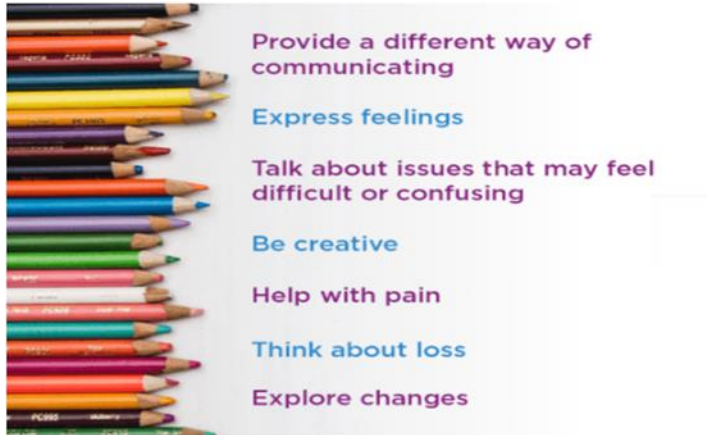 Provide a different way of
communicating
Express feelings
Talk about issues that may feel
difficult or confusing
Be creative
Help with pain
Think about loss
Explore changes